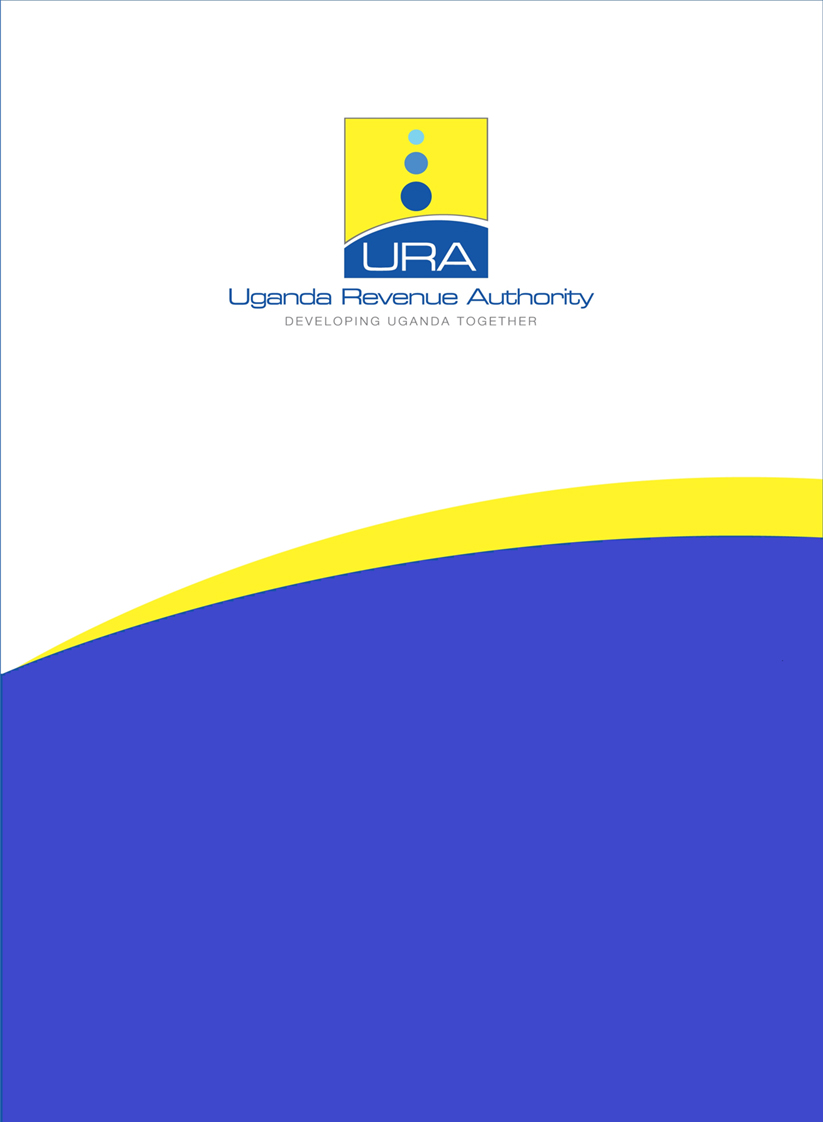 URA
Uganda Revenue Authority
DEVELOPING UGANDA TOGETHER